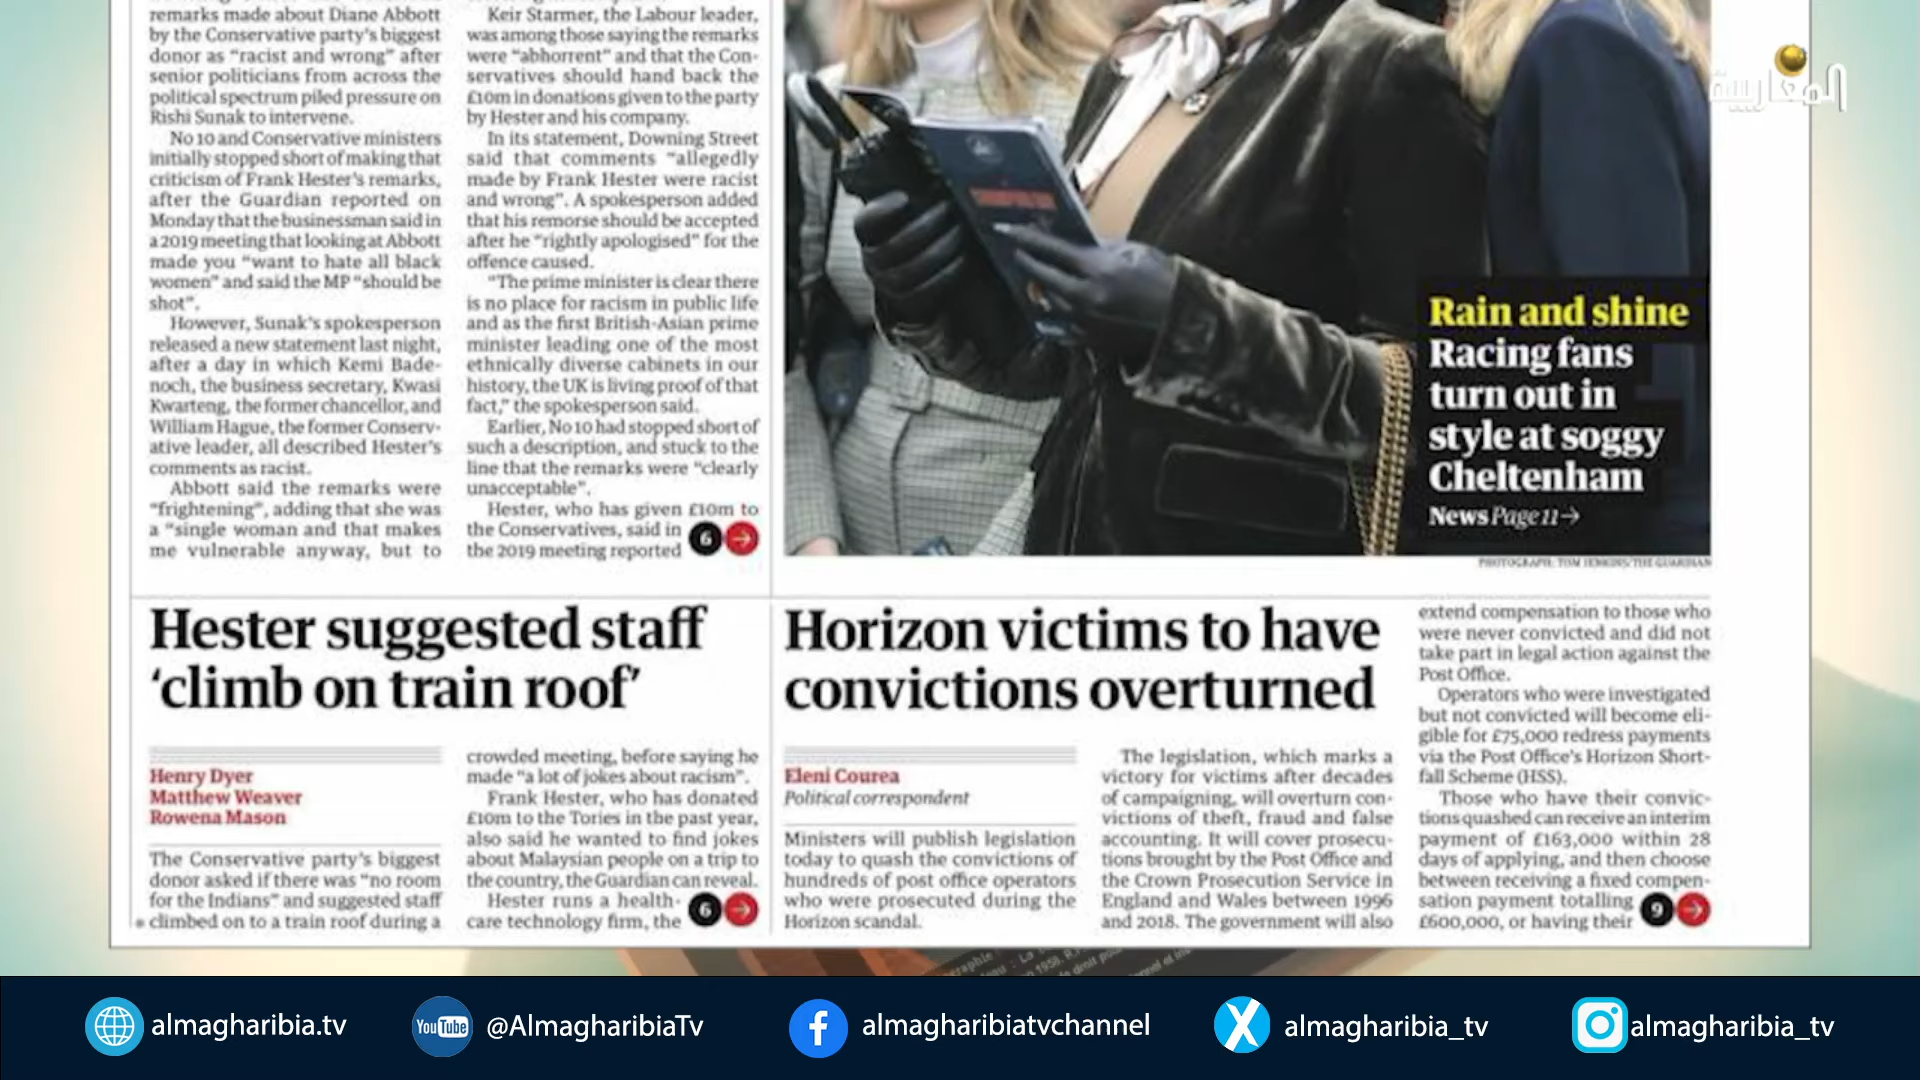 remarks made about Diane Abbott
by the Conservative party's biggest
donor as “racist and wrong” after
senior politicians from across the
political spectrum piled pressure on
Rishi Sunak to intervene.
No 10 and Conservative ministers
initially stopped short of making that
criticism of Frank Hester's remarks,
after the Guardian reported on
Monday that the businessman said in
a 2019 meeting that looking at Abbott
made you “want to hate all black
women” and said the MP “should be
shot”.
However, Sunak's spokesperson
released a new statement last night,
after a day in which Kemi Bade-
noch, the business secretary, Kwasi
Kwarteng, the former chancellor, and
William Hague, the former Conserv-
ative leader, all described Hester's
comments as racist.
Abbott said the remarks were
“frightening”, adding that she was
a “single woman and that makes
me vulnerable anyway, but to
Keir Starmer, the Labour leader,
was among those saying the remarks
were “abhorrent” and that the Con-
servatives should hand back the
£10m in donations given to the party
by Hester and his company.
In its statement, Downing Street
said that comments “allegedly
made by Frank Hester were racist
and wrong”. A spokesperson added
that his remorse should be accepted
after he “rightly apologised” for the
offence caused.
“The prime minister is clear there
is no place for racism in public life
and as the first British-Asian prime
minister leading one of the most
ethnically diverse cabinets in our
history, the UK is living proof of that
fact,” the spokesperson said.
Earlier, No 10 had stopped short of
such a description, and stuck to the
line that the remarks were “clearly
unacceptable”.
Hester, who has given £10m to
the Conservatives, said in
the 2019 meeting reported
6
المغاربية
Rain and shine
Racing fans
turn out in
style at soggy
Cheltenham
News Page 11→
PHOTOGRAPH: TOM JENKINS/THE GUARDIAN
Hester suggested staff
‘climb on train roof’
Henry Dyer
Matthew Weaver
Rowena Mason
The Conservative party's biggest
donor asked if there was “no room
for the Indians” and suggested staff
climbed on to a train roof during a
crowded meeting, before saying he
made “a lot of jokes about racism”.
Frank Hester, who has donated
£10m to the Tories in the past year,
also said he wanted to find jokes
about Malaysian people on a trip to
the country, the Guardian can reveal.
Hester runs a health-
care technology firm, the
6
Horizon victims to have
convictions overturned
Eleni Courea
Political correspondent
Ministers will publish legislation
today to quash the convictions of
hundreds of post office operators
who were prosecuted during the
Horizon scandal.
The legislation, which marks a
victory for victims after decades
of campaigning, will overturn con-
victions of theft, fraud and false
accounting. It will cover prosecu-
tions brought by the Post Office and
the Crown Prosecution Service in
England and Wales between 1996
and 2018. The government will also
extend compensation to those who
were never convicted and did not
take part in legal action against the
Post Office.
Operators who were investigated
but not convicted will become eli-
gible for £75,000 redress payments
via the Post Office's Horizon Short-
fall Scheme (HSS).
Those who have their convic-
tions quashed can receive an interim
payment of £163,000 within 28
days of applying, and then choose
between receiving a fixed compen-
sation payment totalling
£600,000, or having their
9
almagharibia.tv
YouTube
@AlmagharibiaTv
almagharibiatvchannel
almagharibia_tv
almagharibia_tv